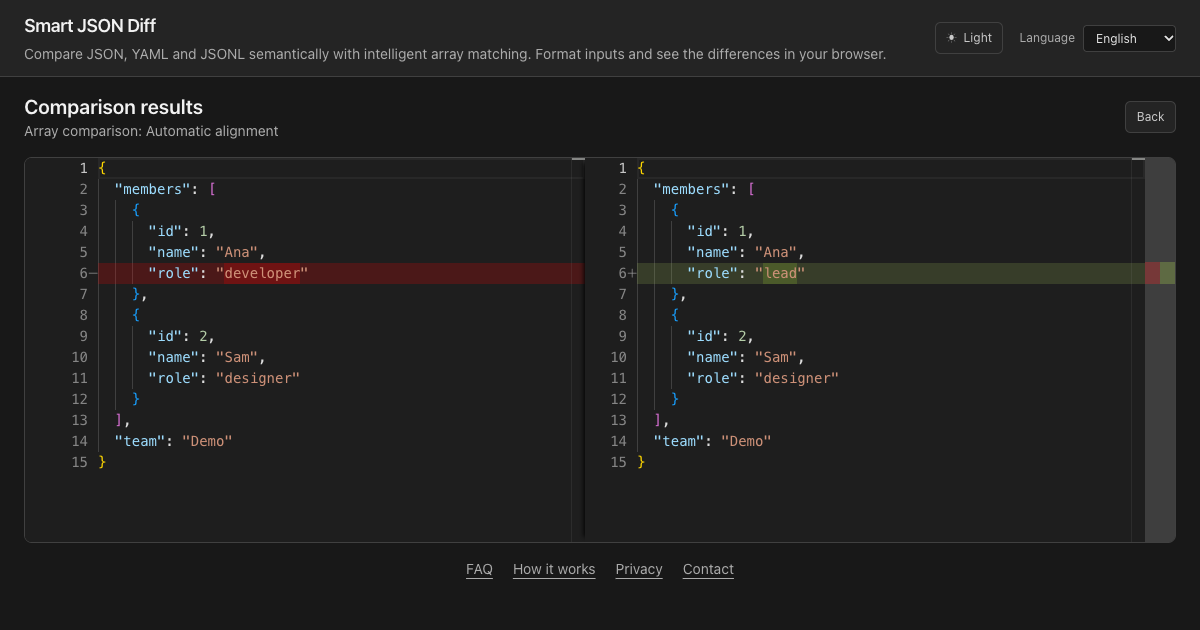 Smart JSON Diff
Compare JSON, YAML and JSONL semantically with intelligent array matching. Format inputs and see the differences in your browser.
☀ Light
Language
English
Comparison results
Array comparison: Automatic alignment
Back
1 {
2 "members": [
3 {
4 "id": 1,
5 "name": "Ana",
6− "role": "developer"
7 },
8 {
9 "id": 2,
10 "name": "Sam",
11 "role": "designer"
12 }
13 ],
14 "team": "Demo"
15 }
1 {
2 "members": [
3 {
4 "id": 1,
5 "name": "Ana",
6+ "role": "lead"
7 },
8 {
9 "id": 2,
10 "name": "Sam",
11 "role": "designer"
12 }
13 ],
14 "team": "Demo"
15 }
FAQ How it works Privacy Contact